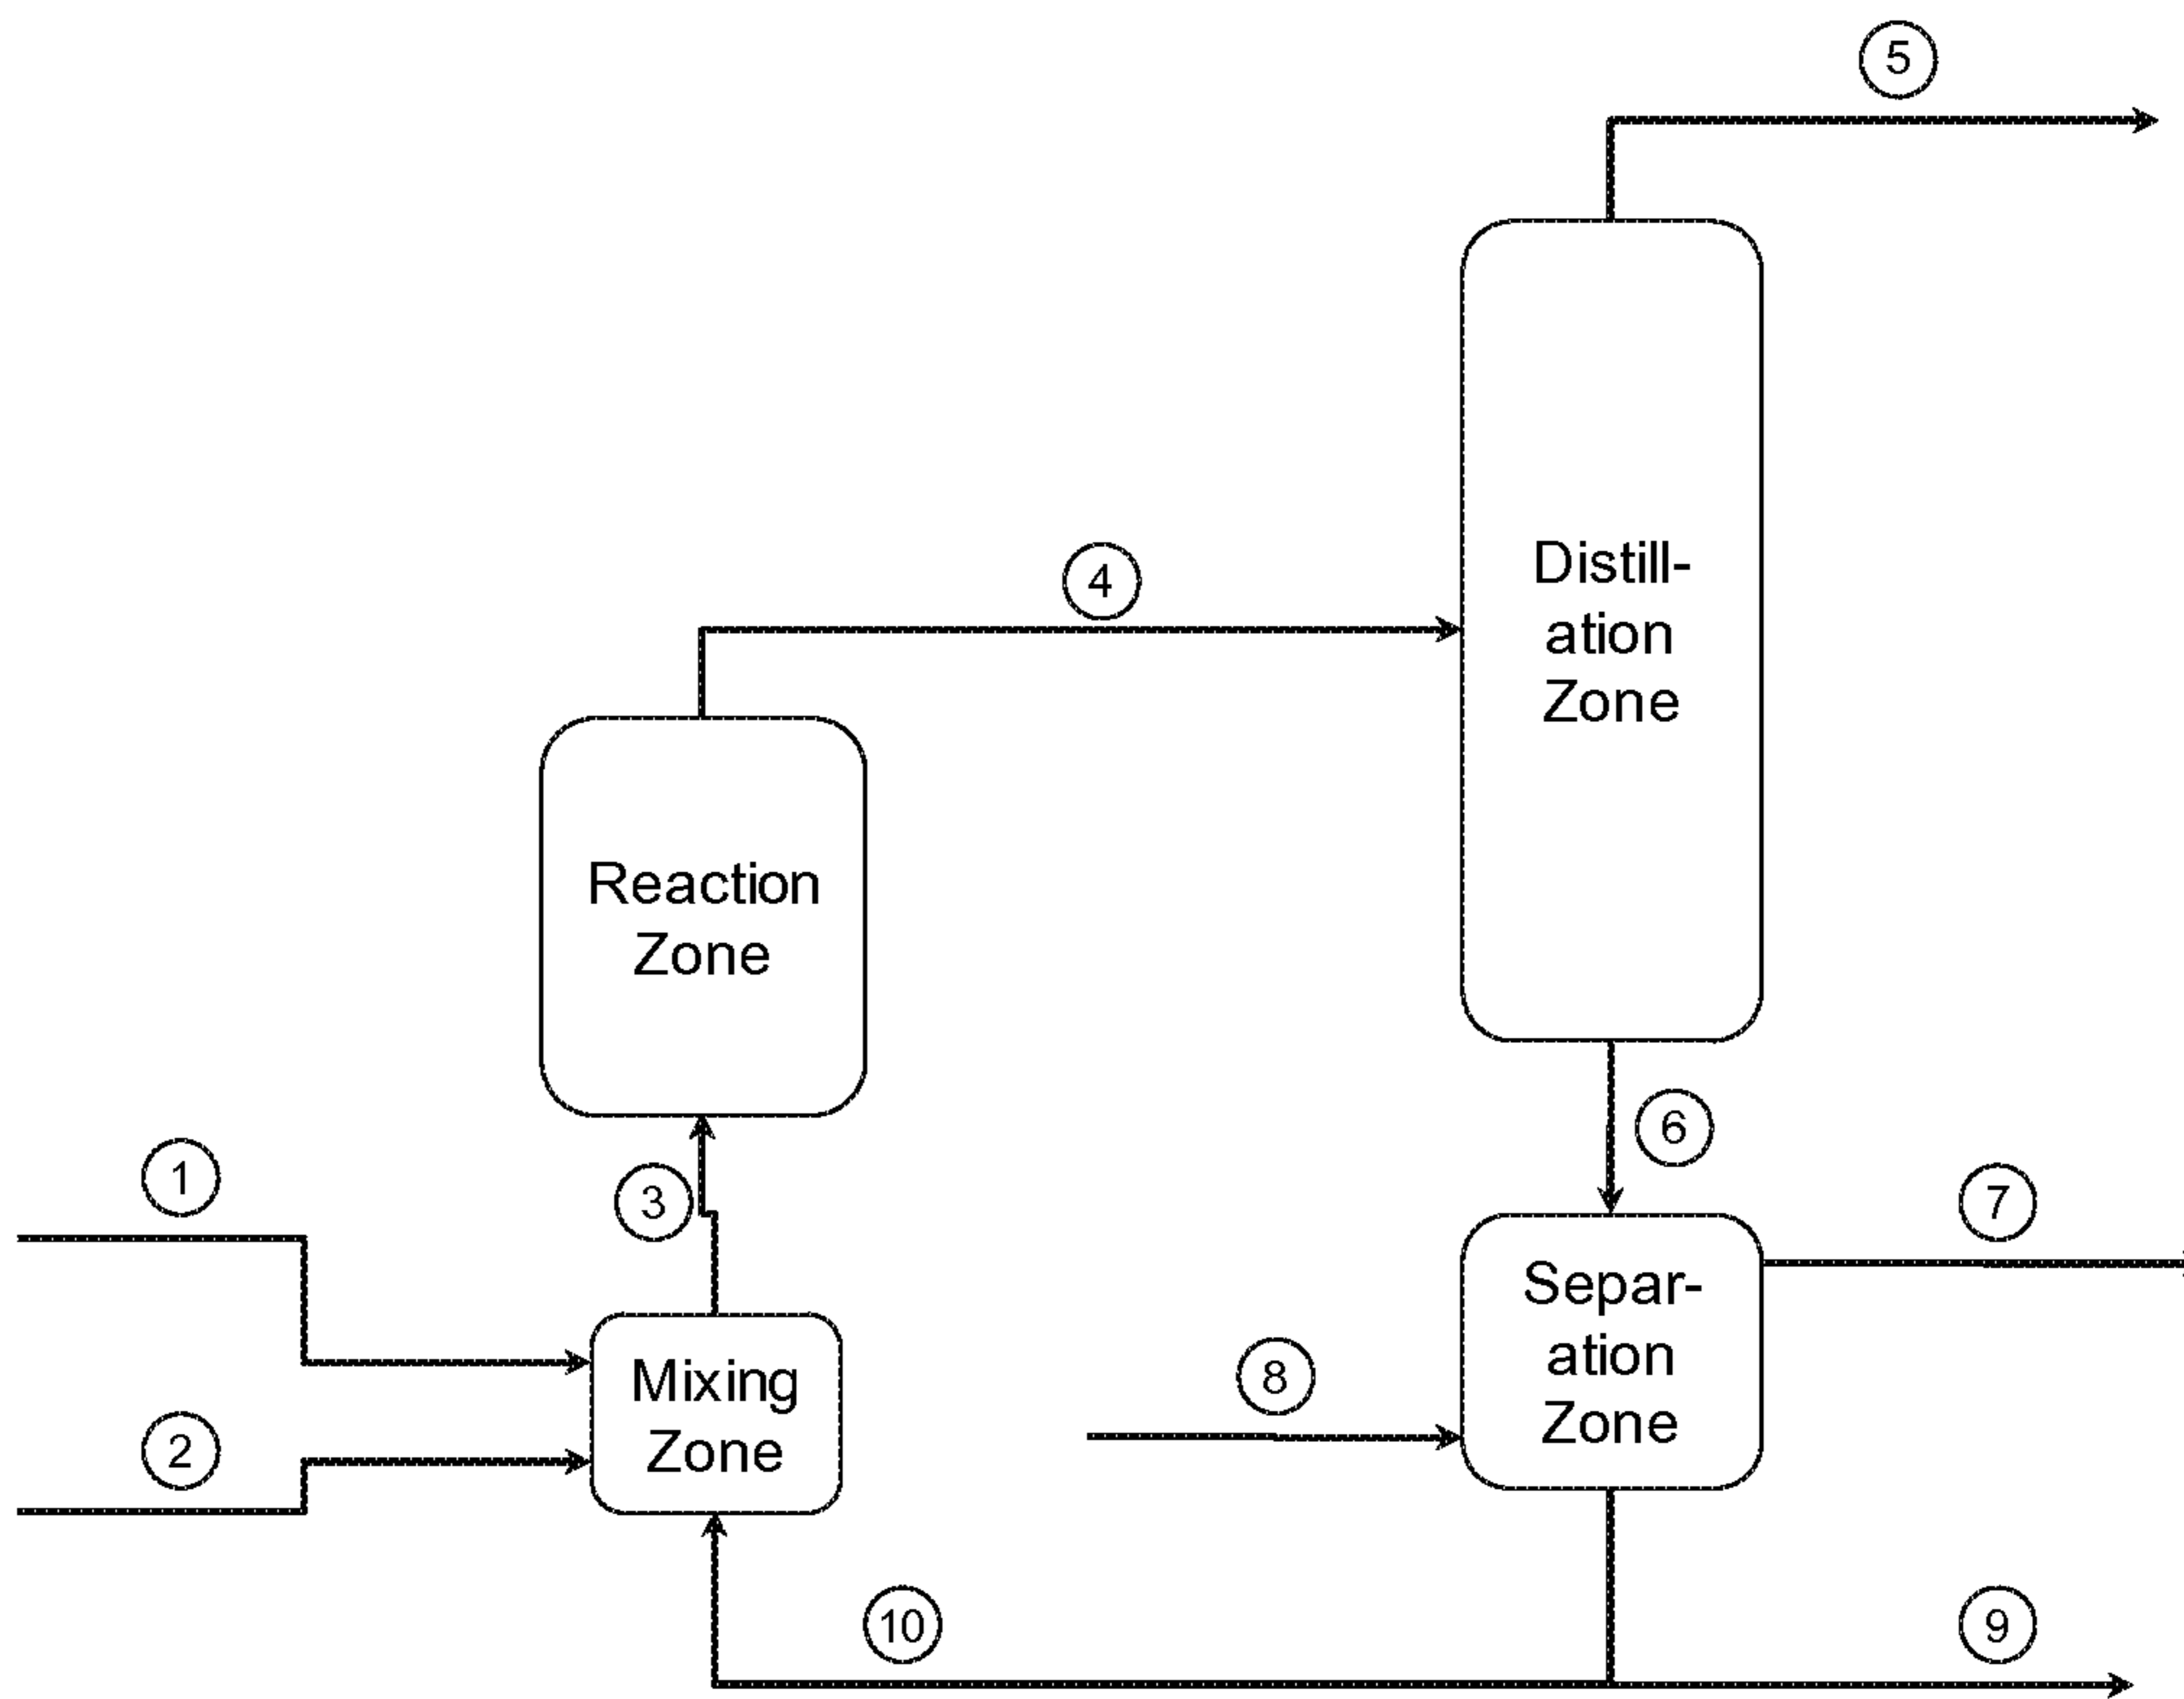 5
4
Distill-
ation
Zone
Reaction
Zone
6
1
3
7
Separ-
ation
Zone
Mixing
Zone
8
2
10
9